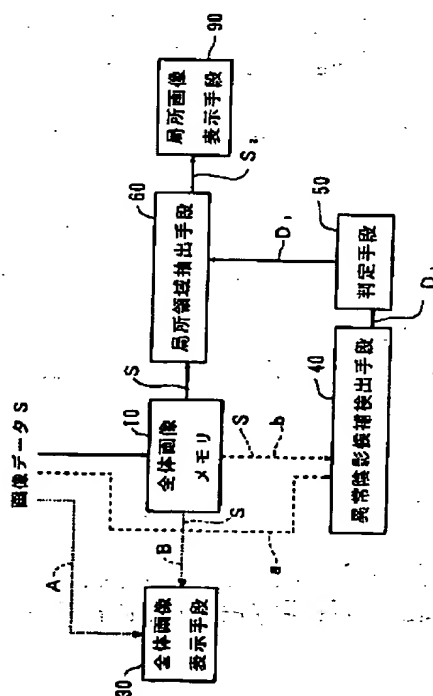 画像データS
A
30
全体画像
表示手段
B
S
10
全体画像
メモリ
S
60
局所領域抽出手段
S₂
90
局所画像
表示手段
a
S
b
40
異常陰影候補検出手段
50
判定手段
D₁